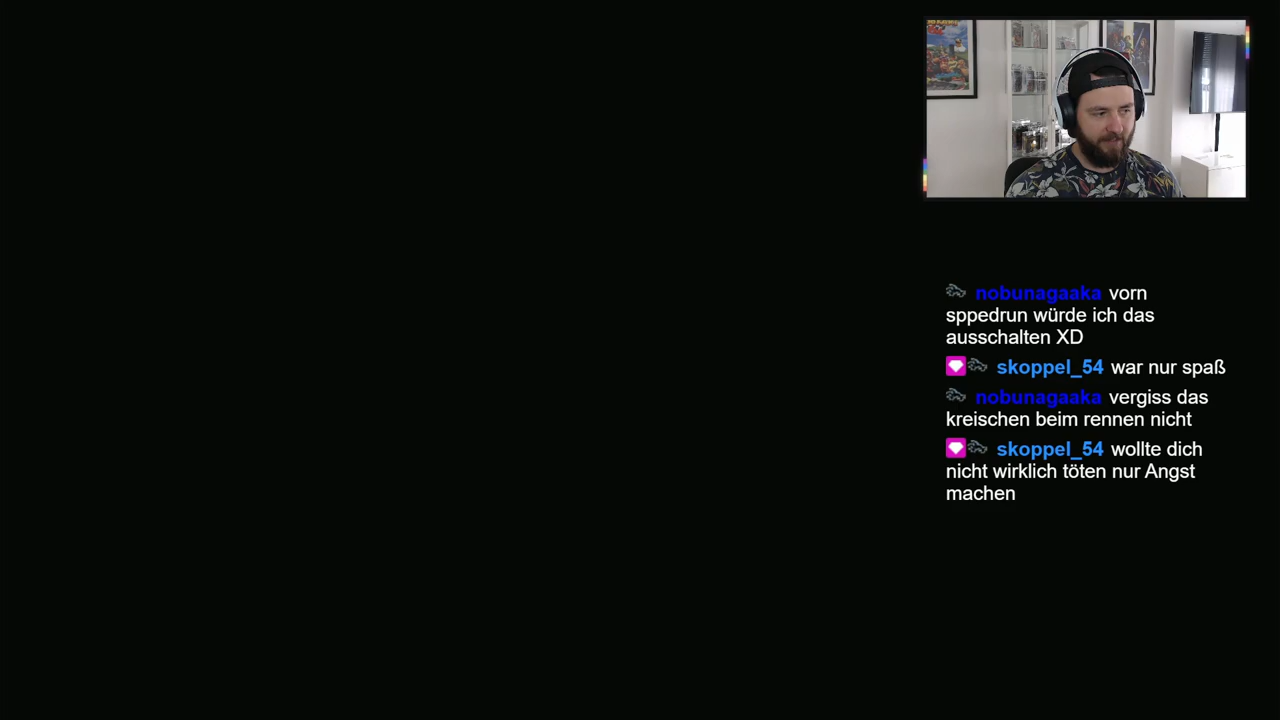 nobunagaaka vorn
sppedrun würde ich das
ausschalten XD
skoppel_54 war nur spaß
nobunagaaka vergiss das
kreischen beim rennen nicht
skoppel_54 wollte dich
nicht wirklich töten nur Angst
machen